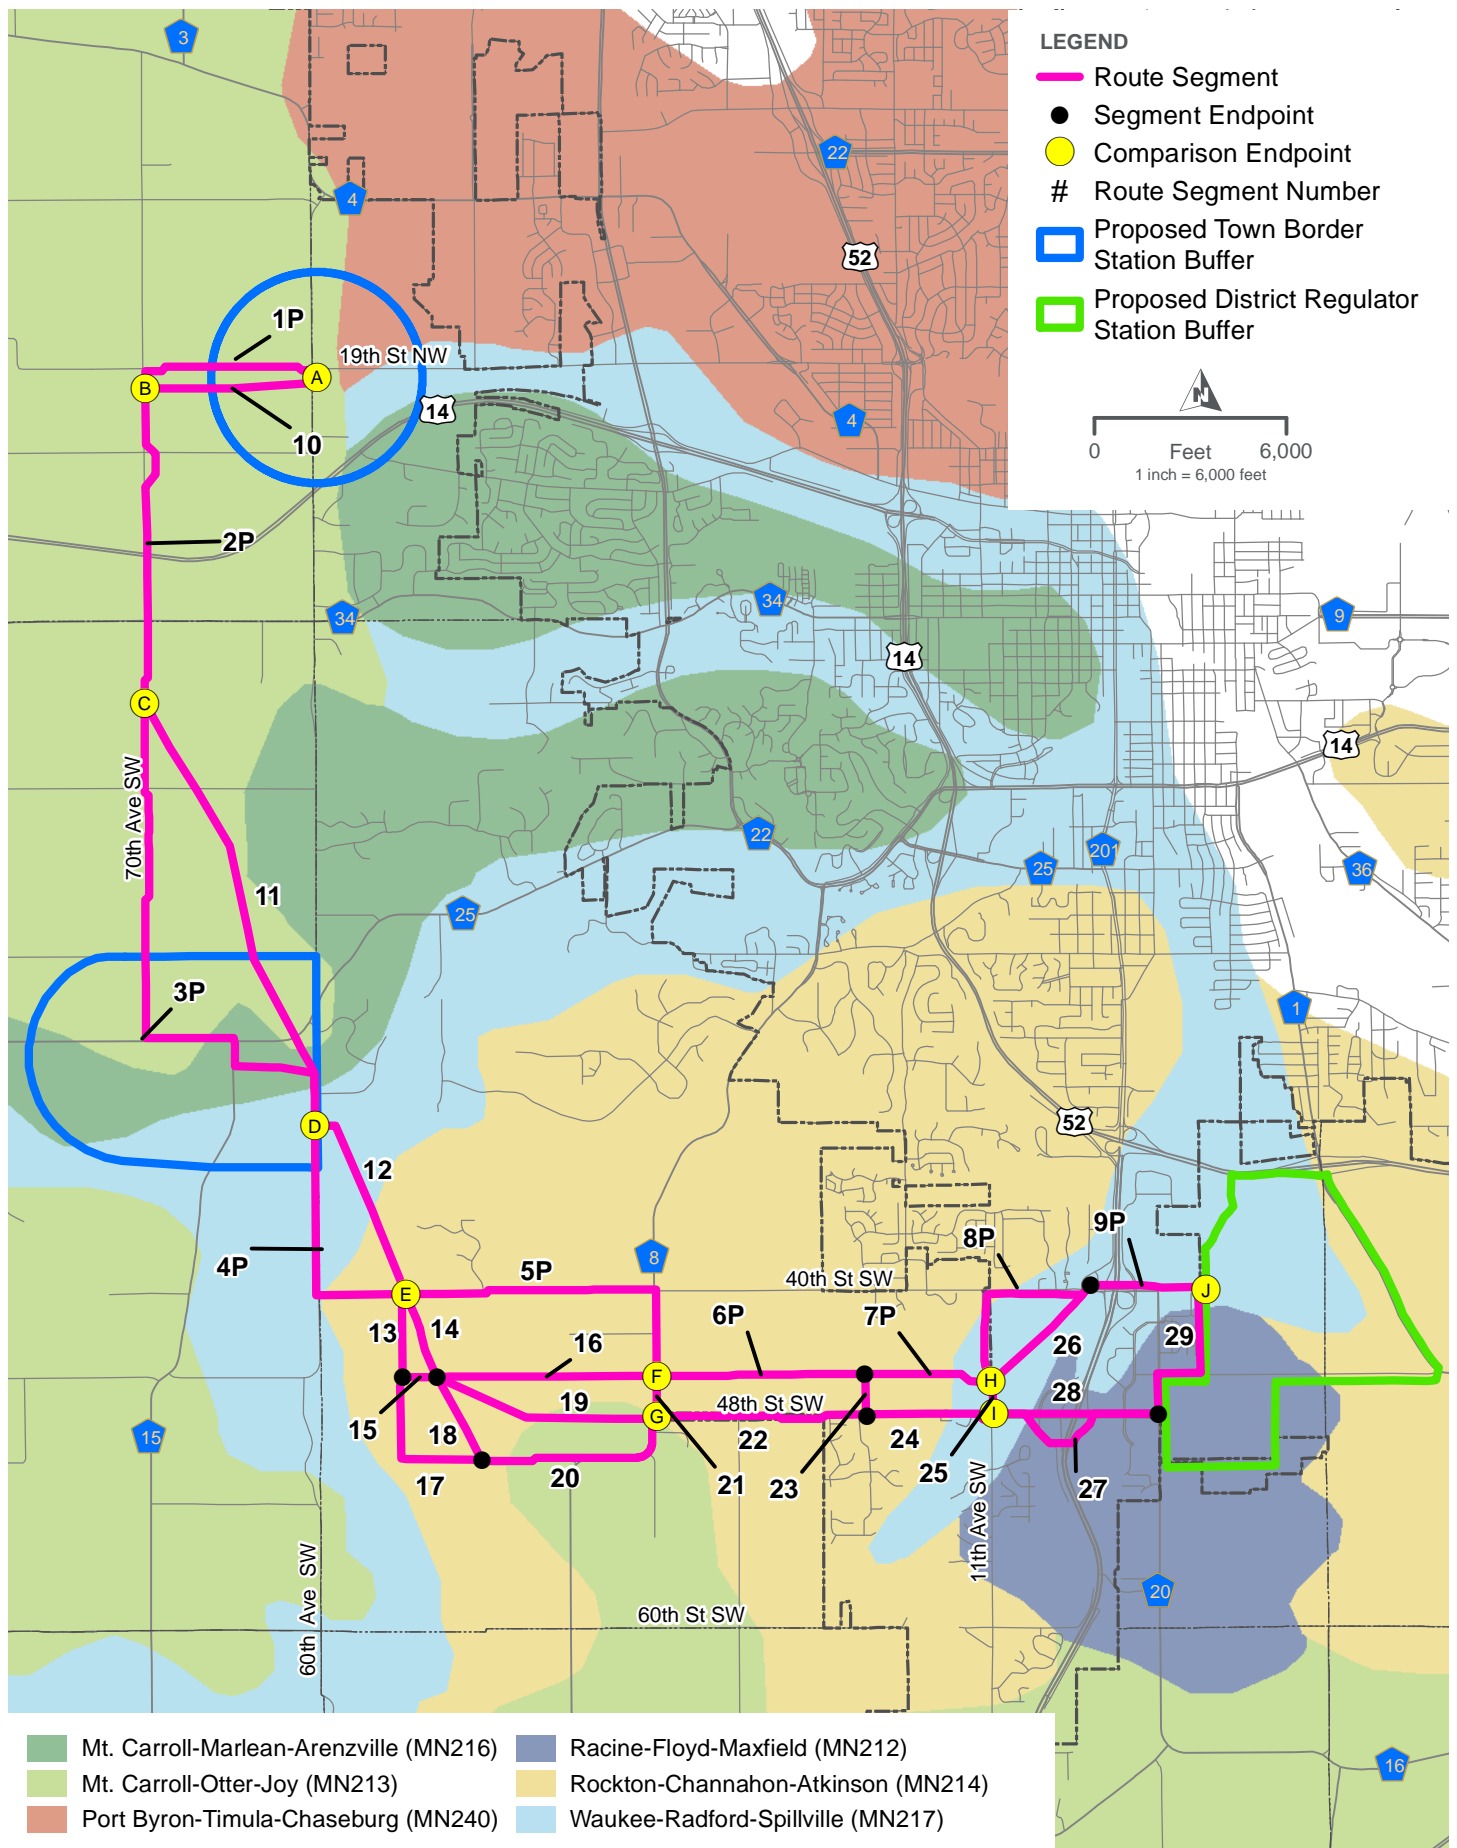 LEGEND
Route Segment
Segment Endpoint
Comparison Endpoint
# Route Segment Number
Proposed Town Border
Station Buffer
Proposed District Regulator
Station Buffer
N
0 Feet 6,000
1 inch = 6,000 feet
3
22
4
52
1P
19th St NW
A
B
14
4
10
2P
34
34
9
14
C
14
70th Ave SW
22
201
25
36
11
25
3P
1
D
52
12
4P
8
9P
8P
40th St SW
5P
E
J
13
14
16
6P
7P
26
29
F
H
15
19
48th St SW
28
G
I
18
22
24
15
17
20
21
23
25
27
11th Ave SW
60th Ave SW
20
60th St SW
16
Mt. Carroll-Marlean-Arenzville (MN216)
Mt. Carroll-Otter-Joy (MN213)
Port Byron-Timula-Chaseburg (MN240)
Racine-Floyd-Maxfield (MN212)
Rockton-Channahon-Atkinson (MN214)
Waukee-Radford-Spillville (MN217)